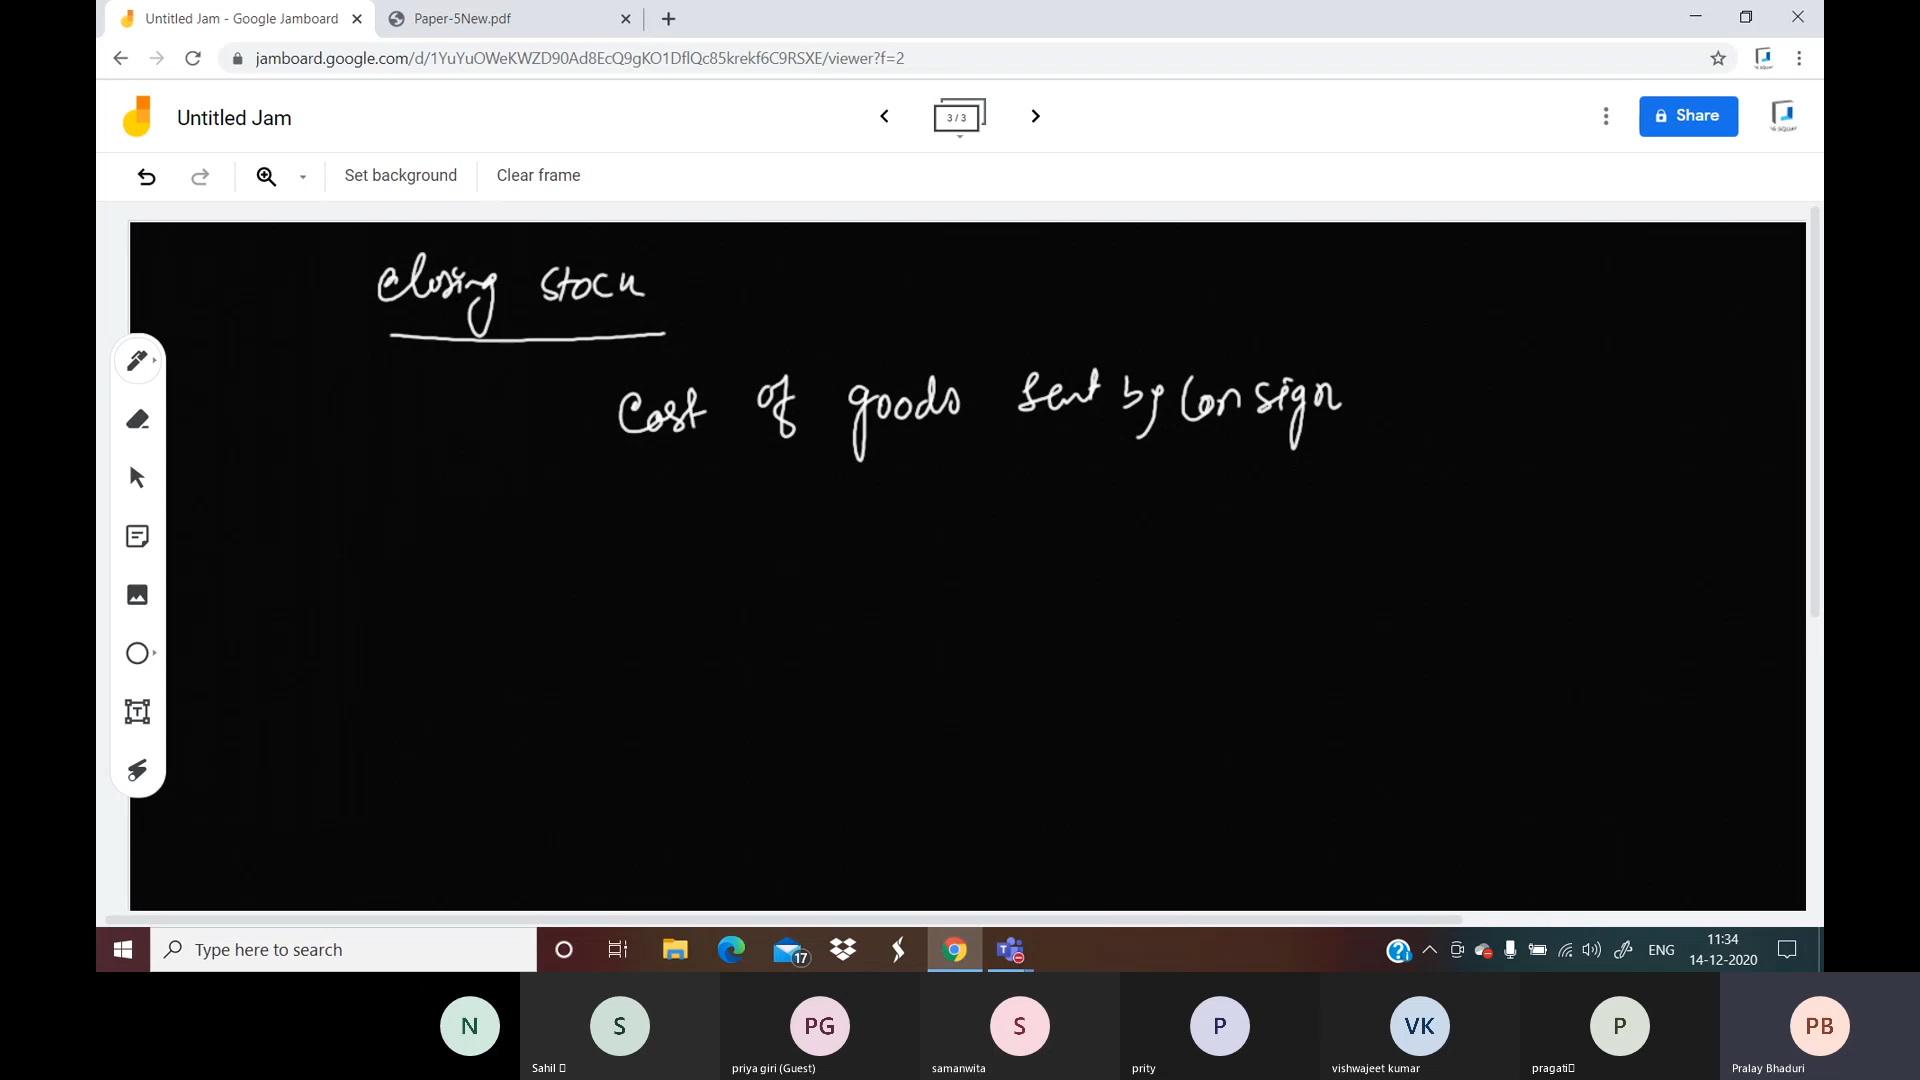 Untitled Jam - Google Jamboard
Paper-5New.pdf
jamboard.google.com/d/1YuYuOWeKWZD90Ad8EcQ9gKO1DflQc85krekf6C9RSXE/viewer?f=2
Untitled Jam
3 / 3
Share
Set background
Clear frame
Closing stock
Cost of goods sent by Consign
Type here to search
17
ENG
11:34
14-12-2020
N
S
PG
S
P
VK
P
PB
Sahil
priya giri (Guest)
samanwita
prity
vishwajeet kumar
pragati
Pralay Bhaduri